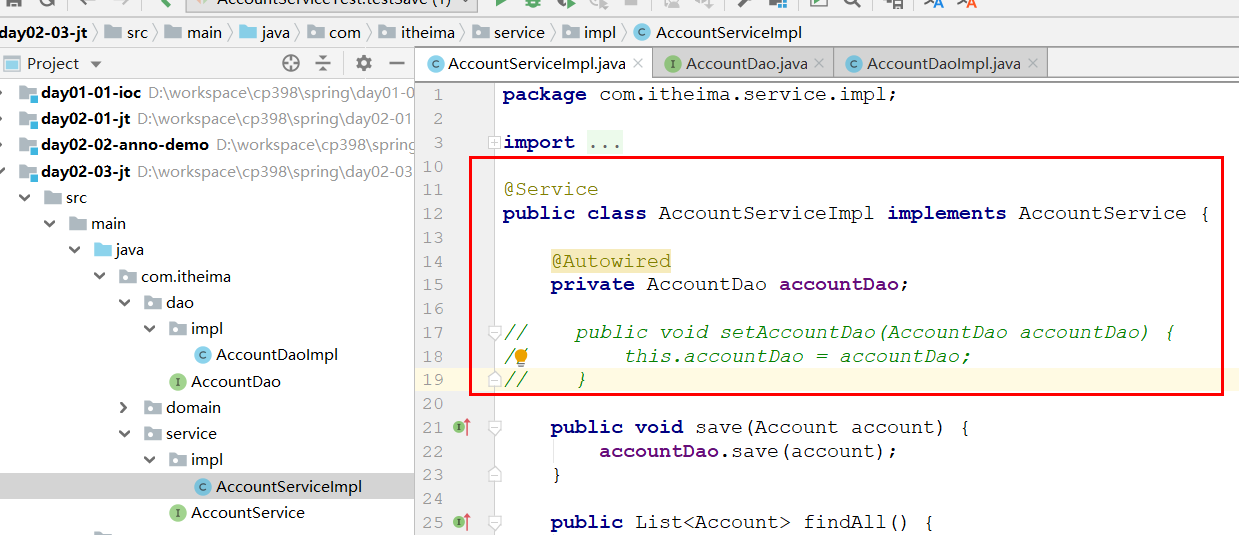 AccountServiceTest.testSave (1)
day02-03-jt src main java com itheima service impl AccountServiceImpl
Project
AccountServiceImpl.java AccountDao.java AccountDaoImpl.java
day01-01-ioc D:\workspace\cp398\spring\day01-0
day02-01-jt D:\workspace\cp398\spring\day02-01
day02-02-anno-demo D:\workspace\cp398\spring
day02-03-jt D:\workspace\cp398\spring\day02-03
src
main
java
com.itheima
dao
impl
AccountDaoImpl
AccountDao
domain
service
impl
AccountServiceImpl
AccountService
1 package com.itheima.service.impl;
2
3 import ...
10
11 @Service
12 public class AccountServiceImpl implements AccountService {
13
14 @Autowired
15 private AccountDao accountDao;
16
17 // public void setAccountDao(AccountDao accountDao) {
18 / this.accountDao = accountDao;
19 // }
20
21 public void save(Account account) {
22 accountDao.save(account);
23 }
24
25 public List<Account> findAll() {